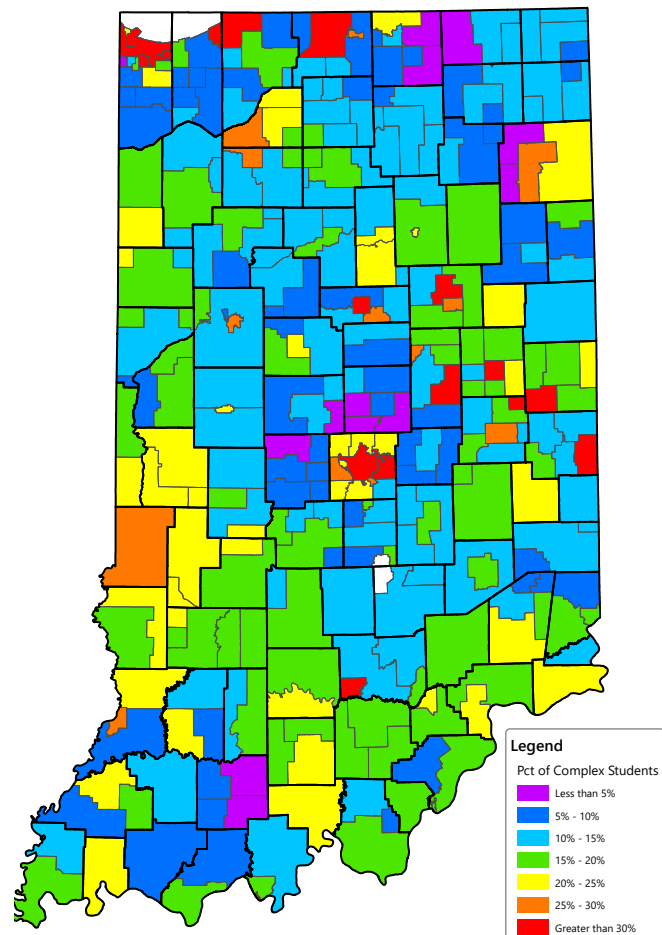 Legend
Pct of Complex Students
Less than 5%
5% - 10%
10% - 15%
15% - 20%
20% - 25%
25% - 30%
Greater than 30%